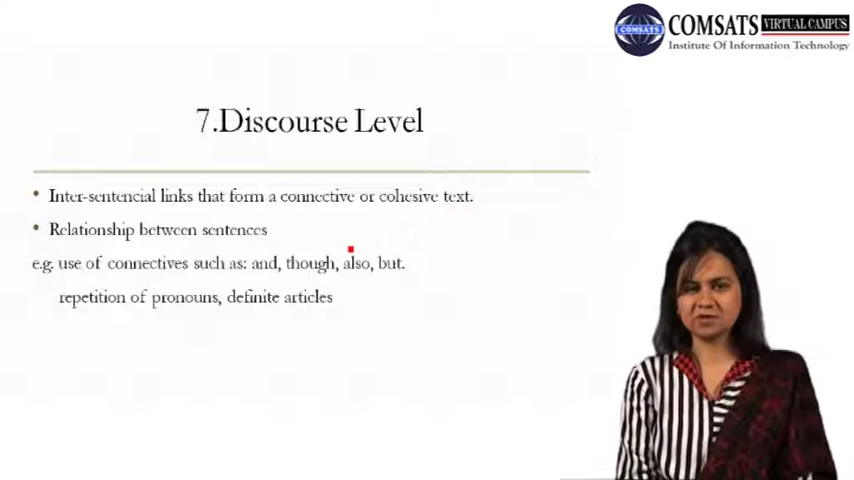 COMSATS VIRTUAL CAMPUS
COMSATS
Institute Of Information Technology
7.Discourse Level
• Inter-sentencial links that form a connective or cohesive text.
• Relationship between sentences
e.g. use of connectives such as: and, though, also, but.
repetition of pronouns, definite articles